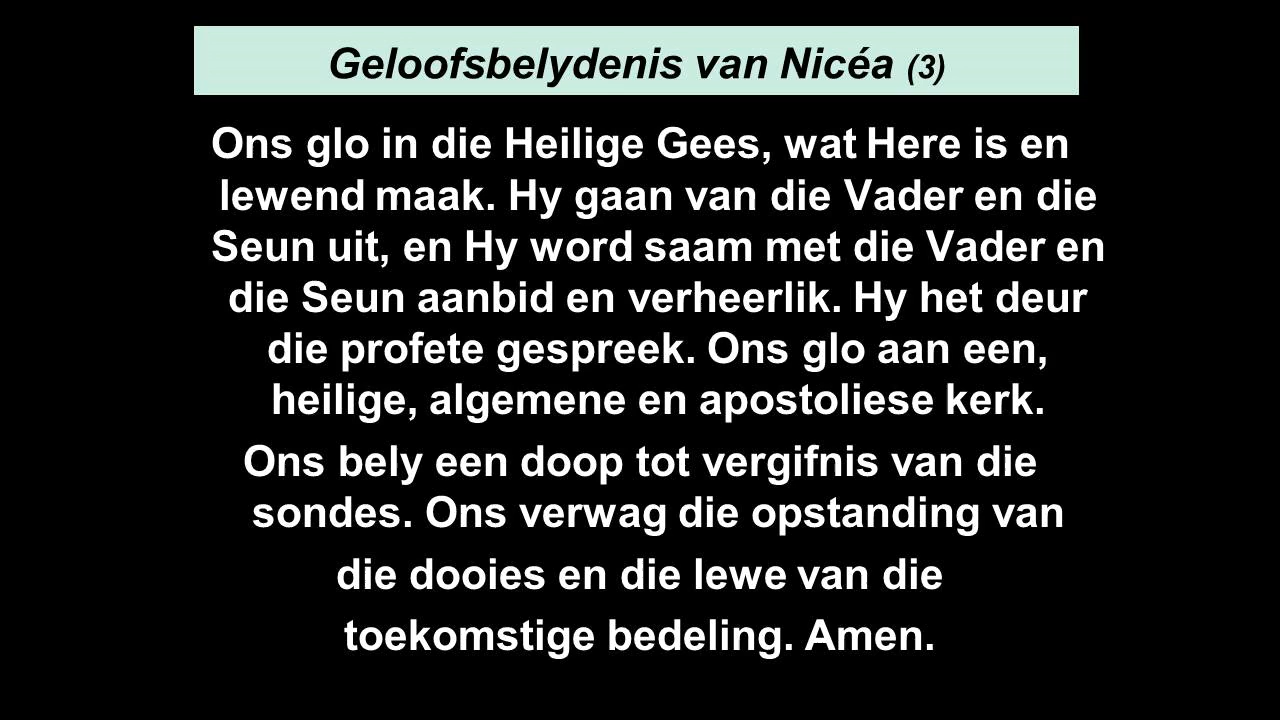 Geloofsbelydenis van Nicéa (3)
Ons glo in die Heilige Gees, wat Here is en
lewend maak. Hy gaan van die Vader en die
Seun uit, en Hy word saam met die Vader en
die Seun aanbid en verheerlik. Hy het deur
die profete gespreek. Ons glo aan een,
heilige, algemene en apostoliese kerk.
Ons bely een doop tot vergifnis van die
sondes. Ons verwag die opstanding van
die dooies en die lewe van die
toekomstige bedeling. Amen.